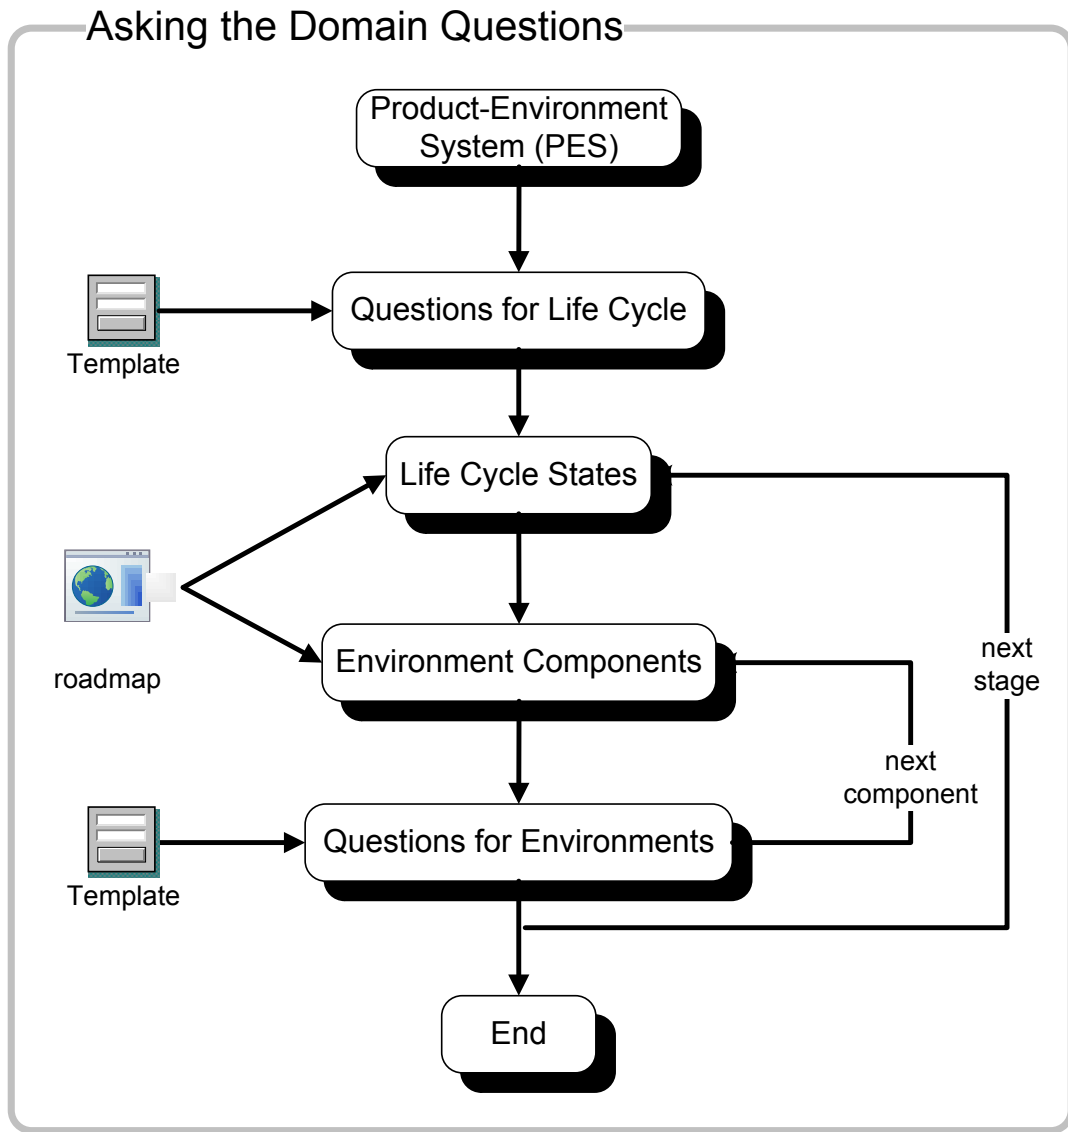 Asking the Domain Questions
Product-Environment
System (PES)
Questions for Life Cycle
Template
Life Cycle States
roadmap
Environment Components
next
stage
next
component
Questions for Environments
Template
End